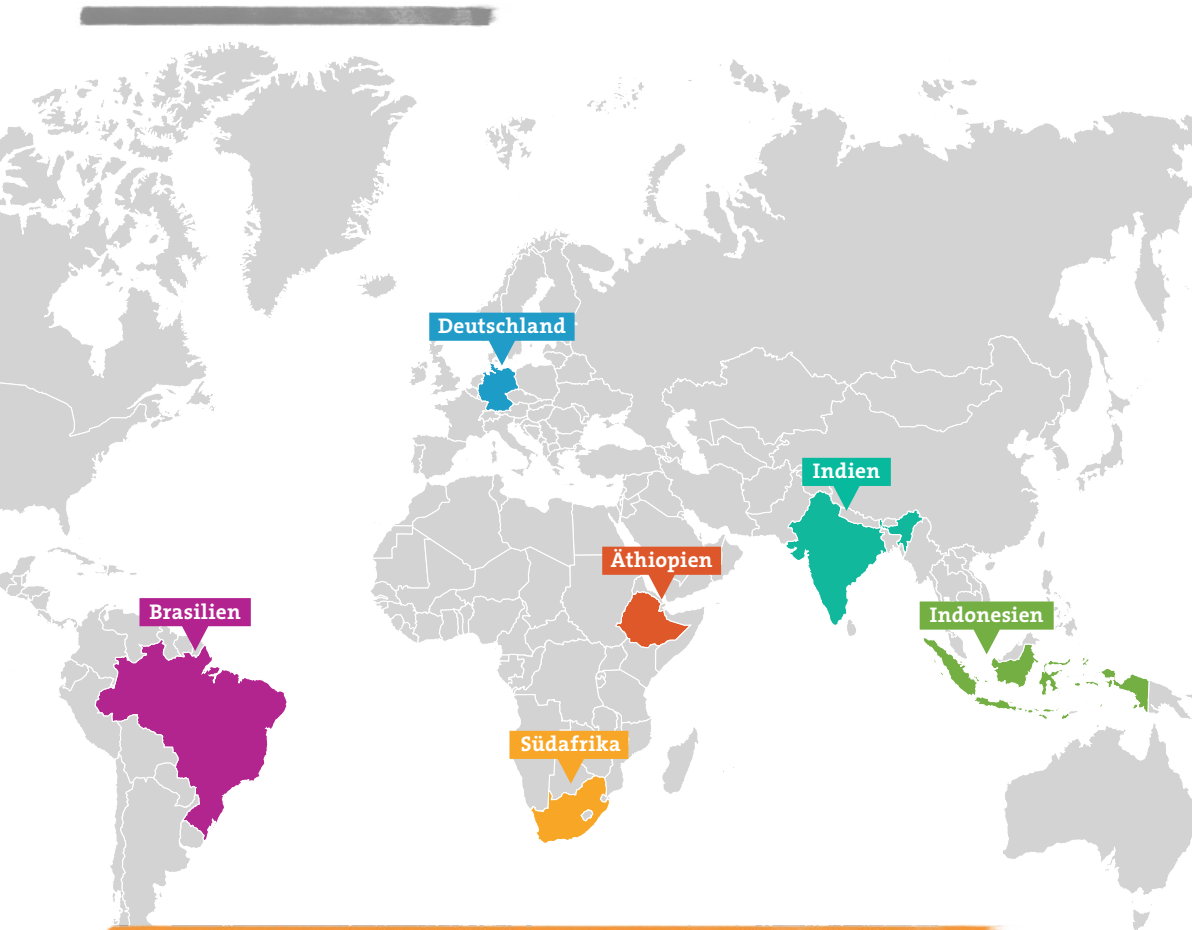 Deutschland
Indien
Äthiopien
Brasilien
Indonesien
Südafrika